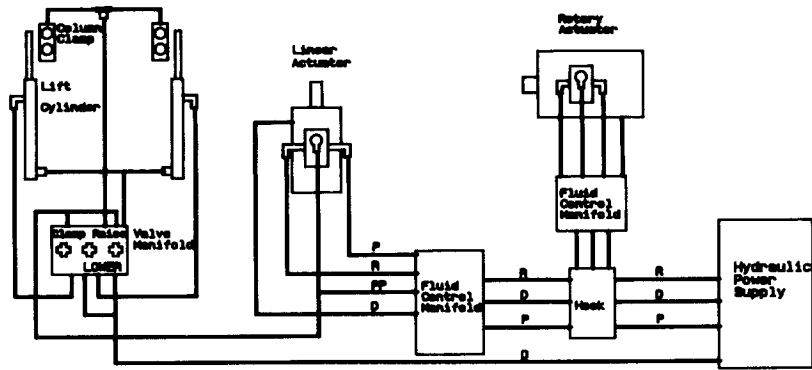 Column
Clamp
Lift
Cylinder
Clamp Raise
LOWER
Valve
Manifold
Linear
Actuator
Rotary
Actuator
Fluid
Control
Manifold
P
R
PP
D
Fluid
Control
Manifold
R
D
P
Hook
R
D
P
D
Hydraulic
Power
Supply